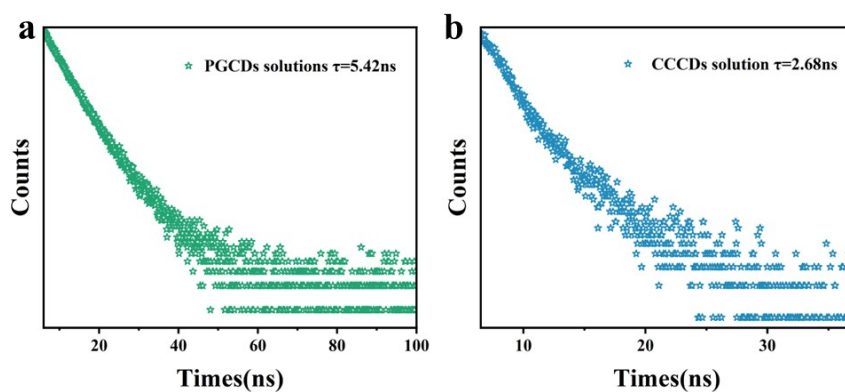 a
PGCDs solutions τ=5.42ns
Counts
20 40 60 80 100
Times(ns)
b
CCCDs solution τ=2.68ns
Counts
10 20 30
Times(ns)